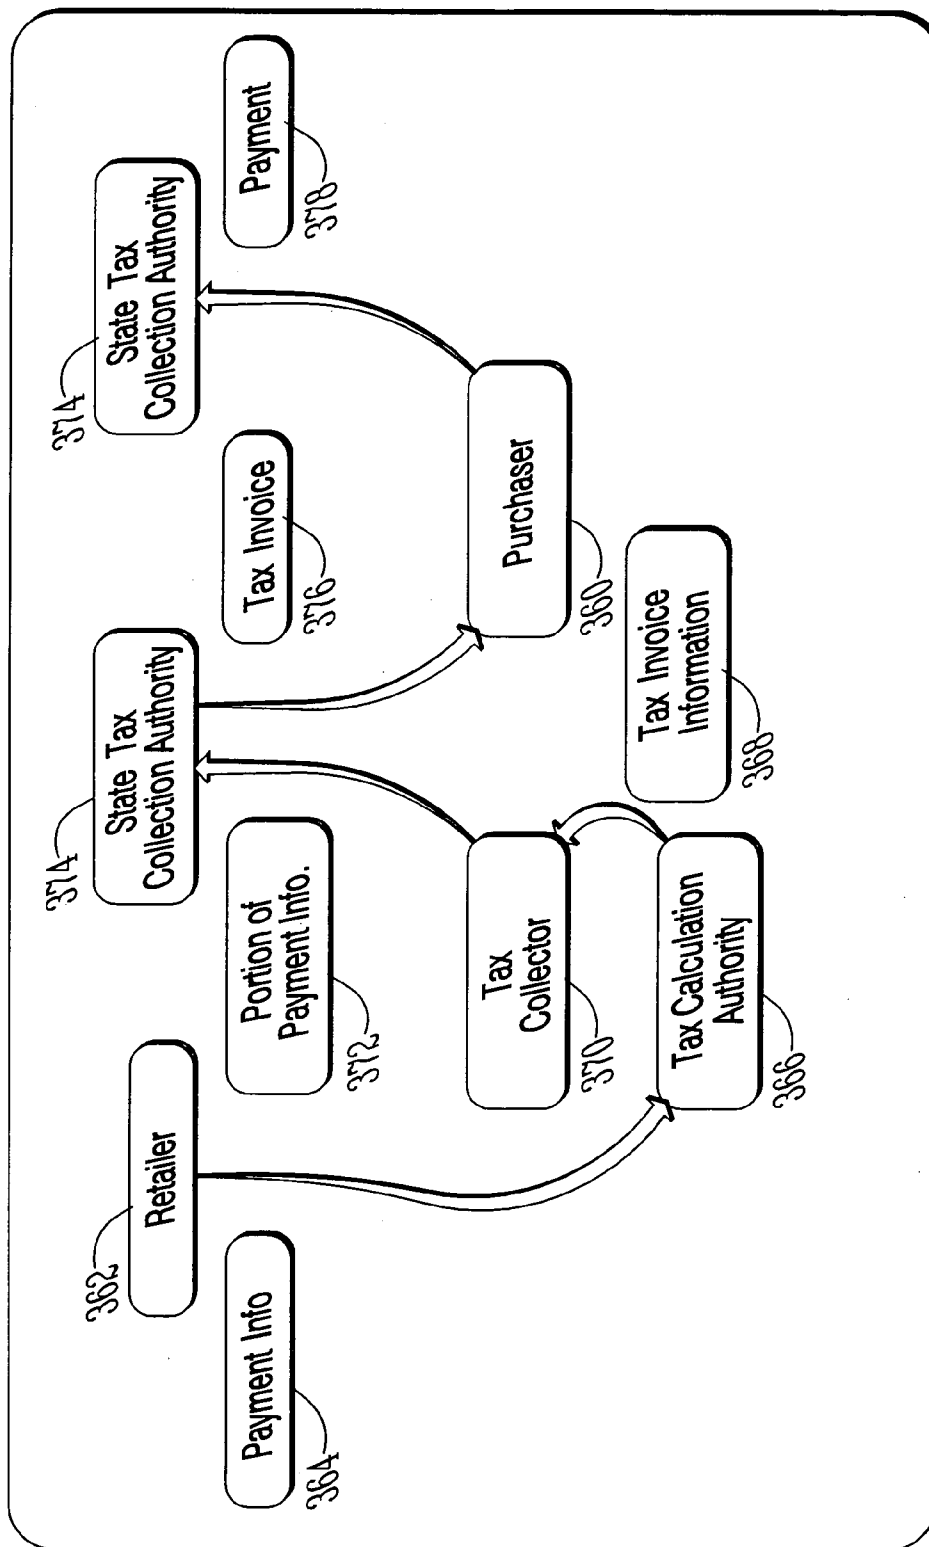 362
Retailer
364
Payment Info
366
Tax Calculation
Authority
370
Tax
Collector
372
Portion of
Payment Info.
368
Tax Invoice
Information
374
State Tax
Collection Authority
376
Tax Invoice
360
Purchaser
374
State Tax
Collection Authority
378
Payment